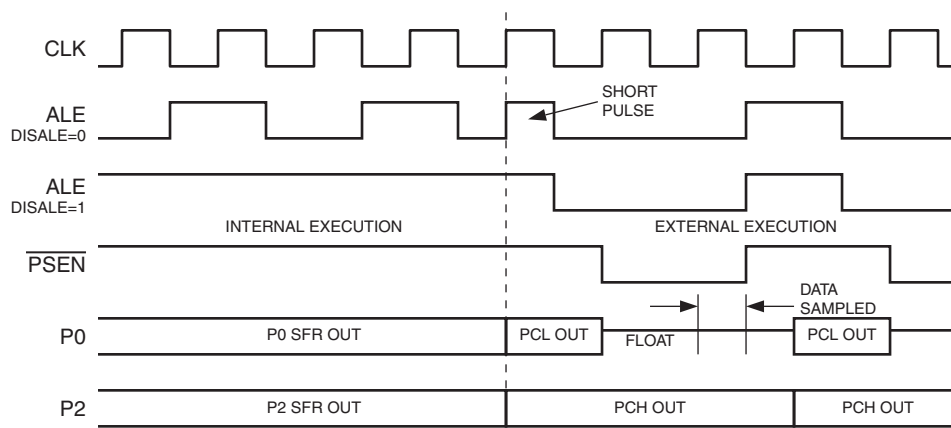 CLK
ALE
DISALE=0
SHORT
PULSE
ALE
DISALE=1
INTERNAL EXECUTION
EXTERNAL EXECUTION
PSEN
DATA
SAMPLED
P0
P0 SFR OUT
PCL OUT
FLOAT
PCL OUT
P2
P2 SFR OUT
PCH OUT
PCH OUT